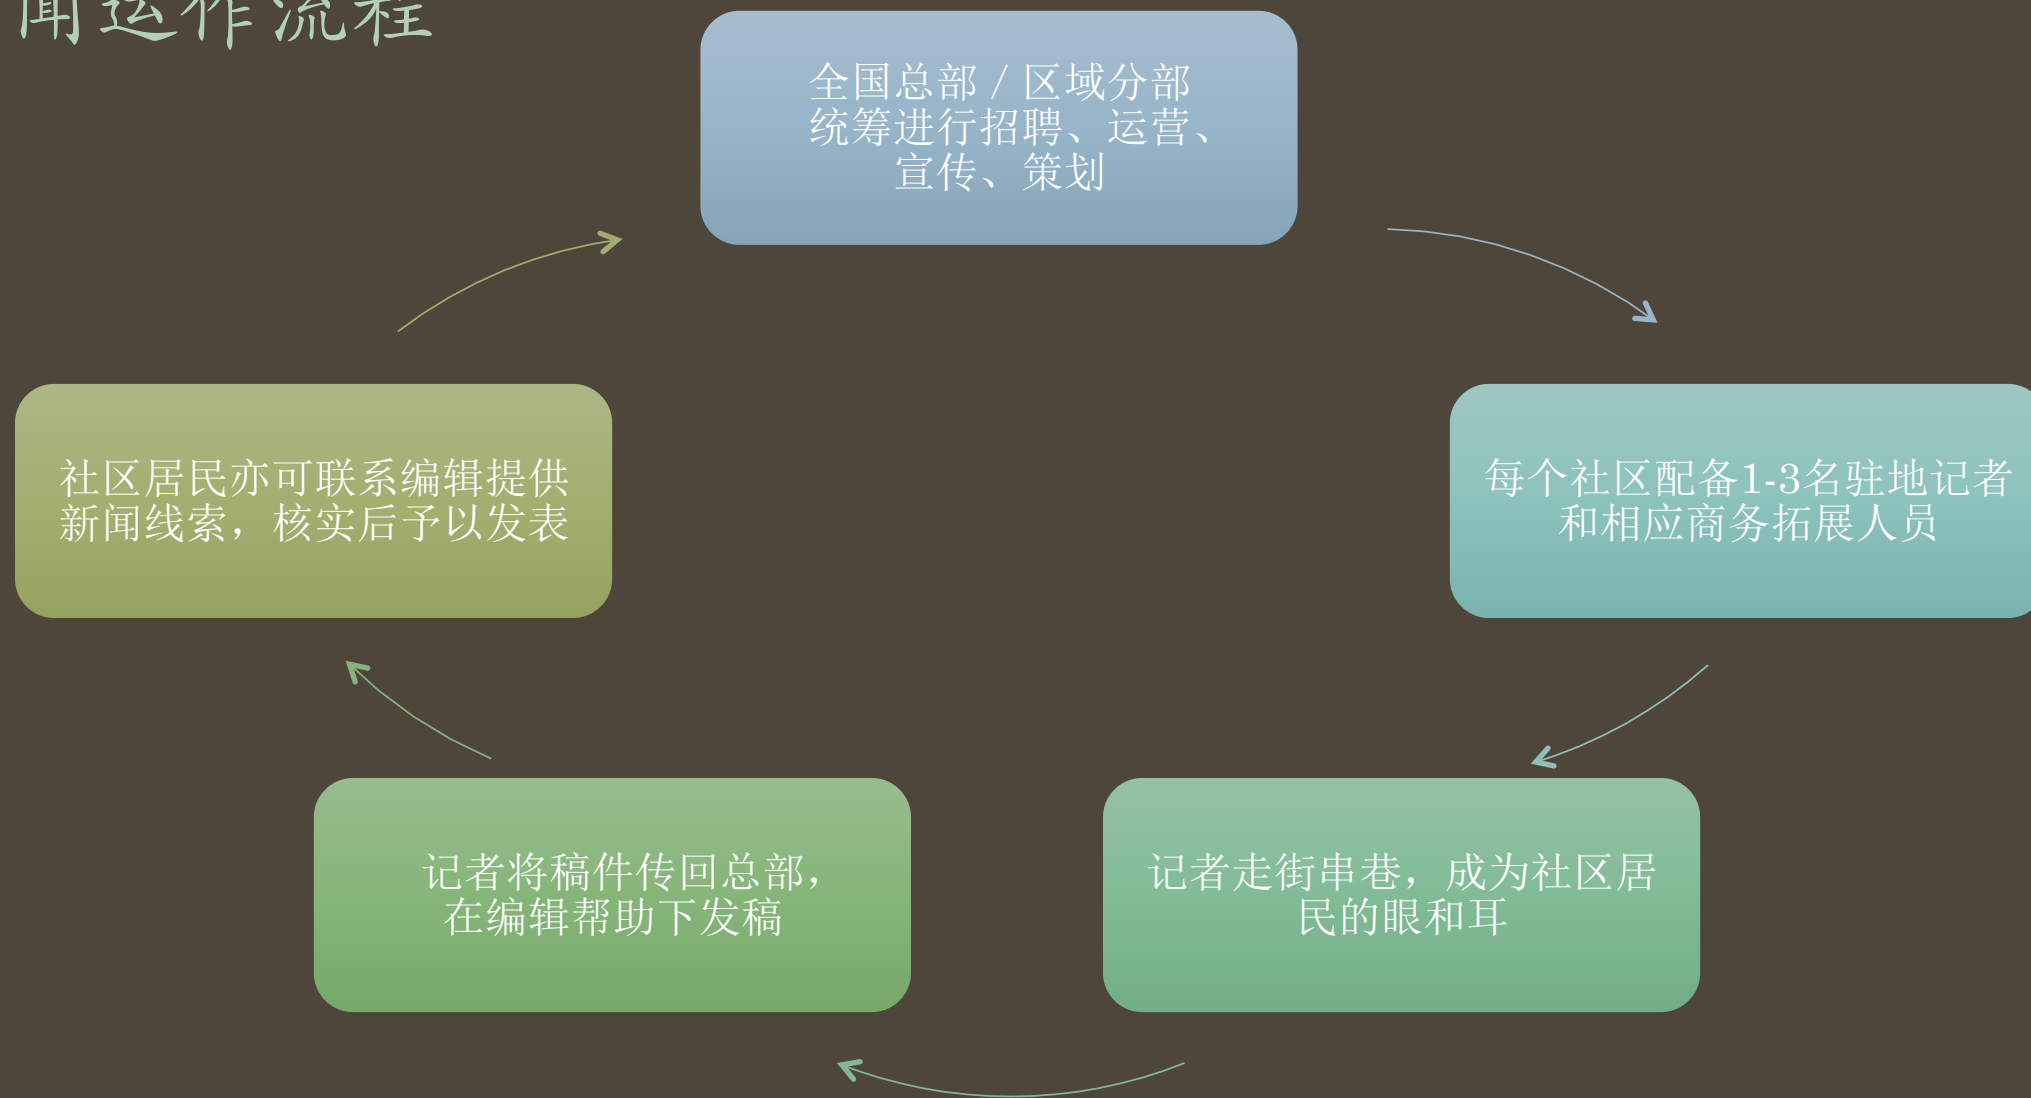 闻运作流程
全国总部/区域分部
统筹进行招聘、运营、
宣传、策划
每个社区配备1-3名驻地记者
和相应商务拓展人员
记者走街串巷，成为社区居
民的眼和耳
记者将稿件传回总部，
在编辑帮助下发稿
社区居民亦可联系编辑提供
新闻线索，核实后予以发表